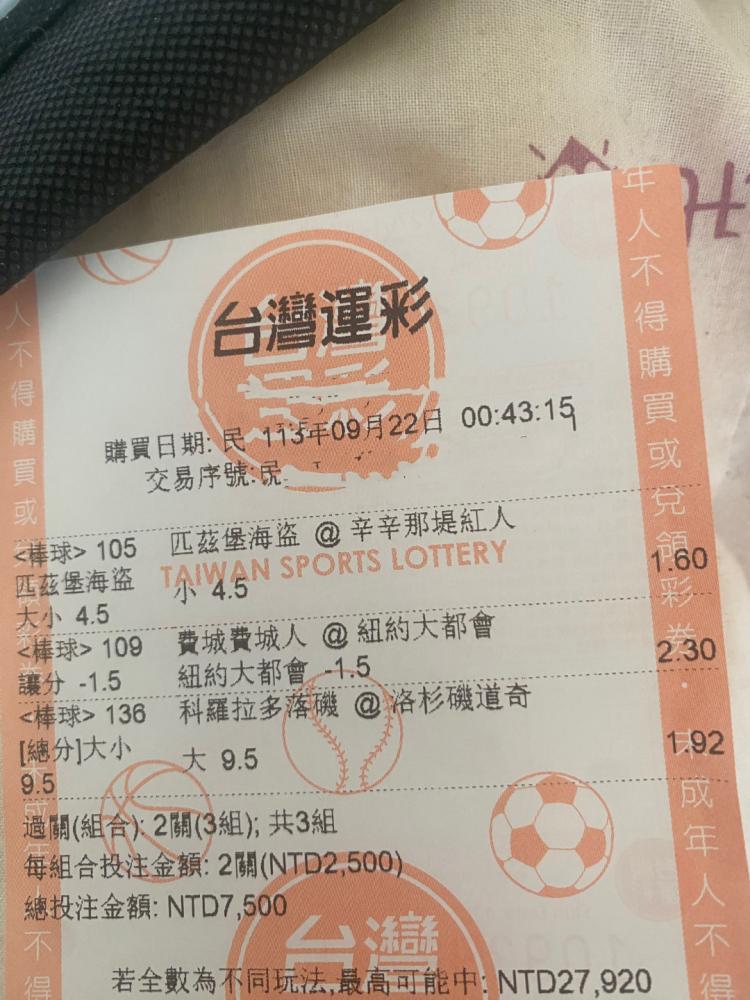 台灣運彩
購買日期: 民 113年09月22日 00:43:15
交易序號:民
TAIWAN SPORTS LOTTERY
<棒球> 105 匹茲堡海盜 @ 辛辛那堤紅人
匹茲堡海盜 小 4.5 1.60
大小 4.5
<棒球> 109 費城費城人 @ 紐約大都會
讓分 -1.5 紐約大都會 -1.5 2.30
<棒球> 136 科羅拉多落磯 @ 洛杉磯道奇
[總分]大小 大 9.5 1.92
9.5
過關(組合): 2關(3組); 共3組
每組合投注金額: 2關(NTD2,500)
總投注金額: NTD7,500
台灣
若全數為不同玩法,最高可能中: NTD27,920
人不得購買或
未成年人不得
年人不得購買或兌領彩券．未成年人不得